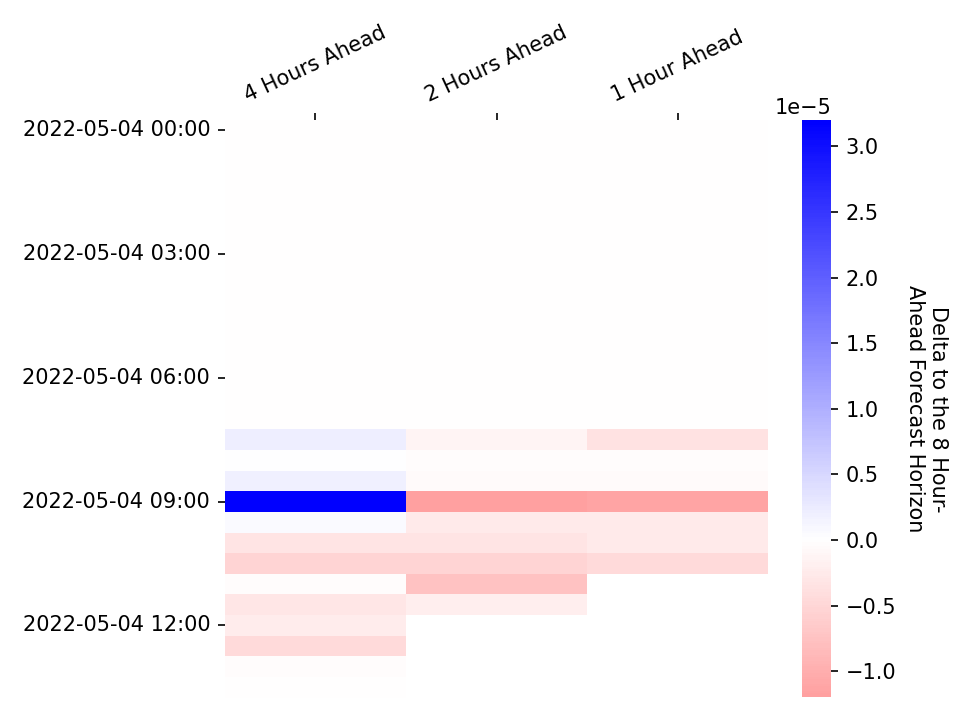 4 Hours Ahead
2 Hours Ahead
1 Hour Ahead
1e−5
2022-05-04 00:00
2022-05-04 03:00
2022-05-04 06:00
2022-05-04 09:00
2022-05-04 12:00
3.0
2.5
2.0
1.5
1.0
0.5
0.0
−0.5
−1.0
Delta to the 8 Hour-
Ahead Forecast Horizon